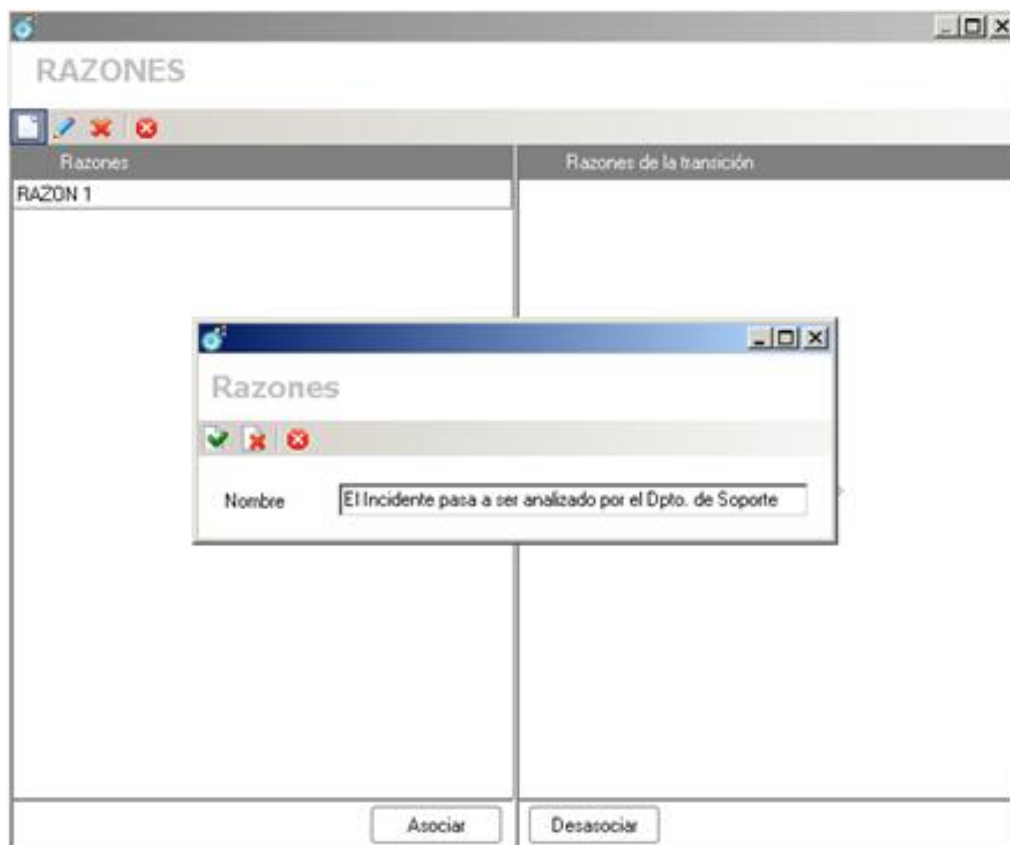 RAZONES
Razones
Razones de la transición
RAZON 1
Razones
Nombre
El Incidente pasa a ser analizado por el Dpto. de Soporte
Asociar
Desasociar